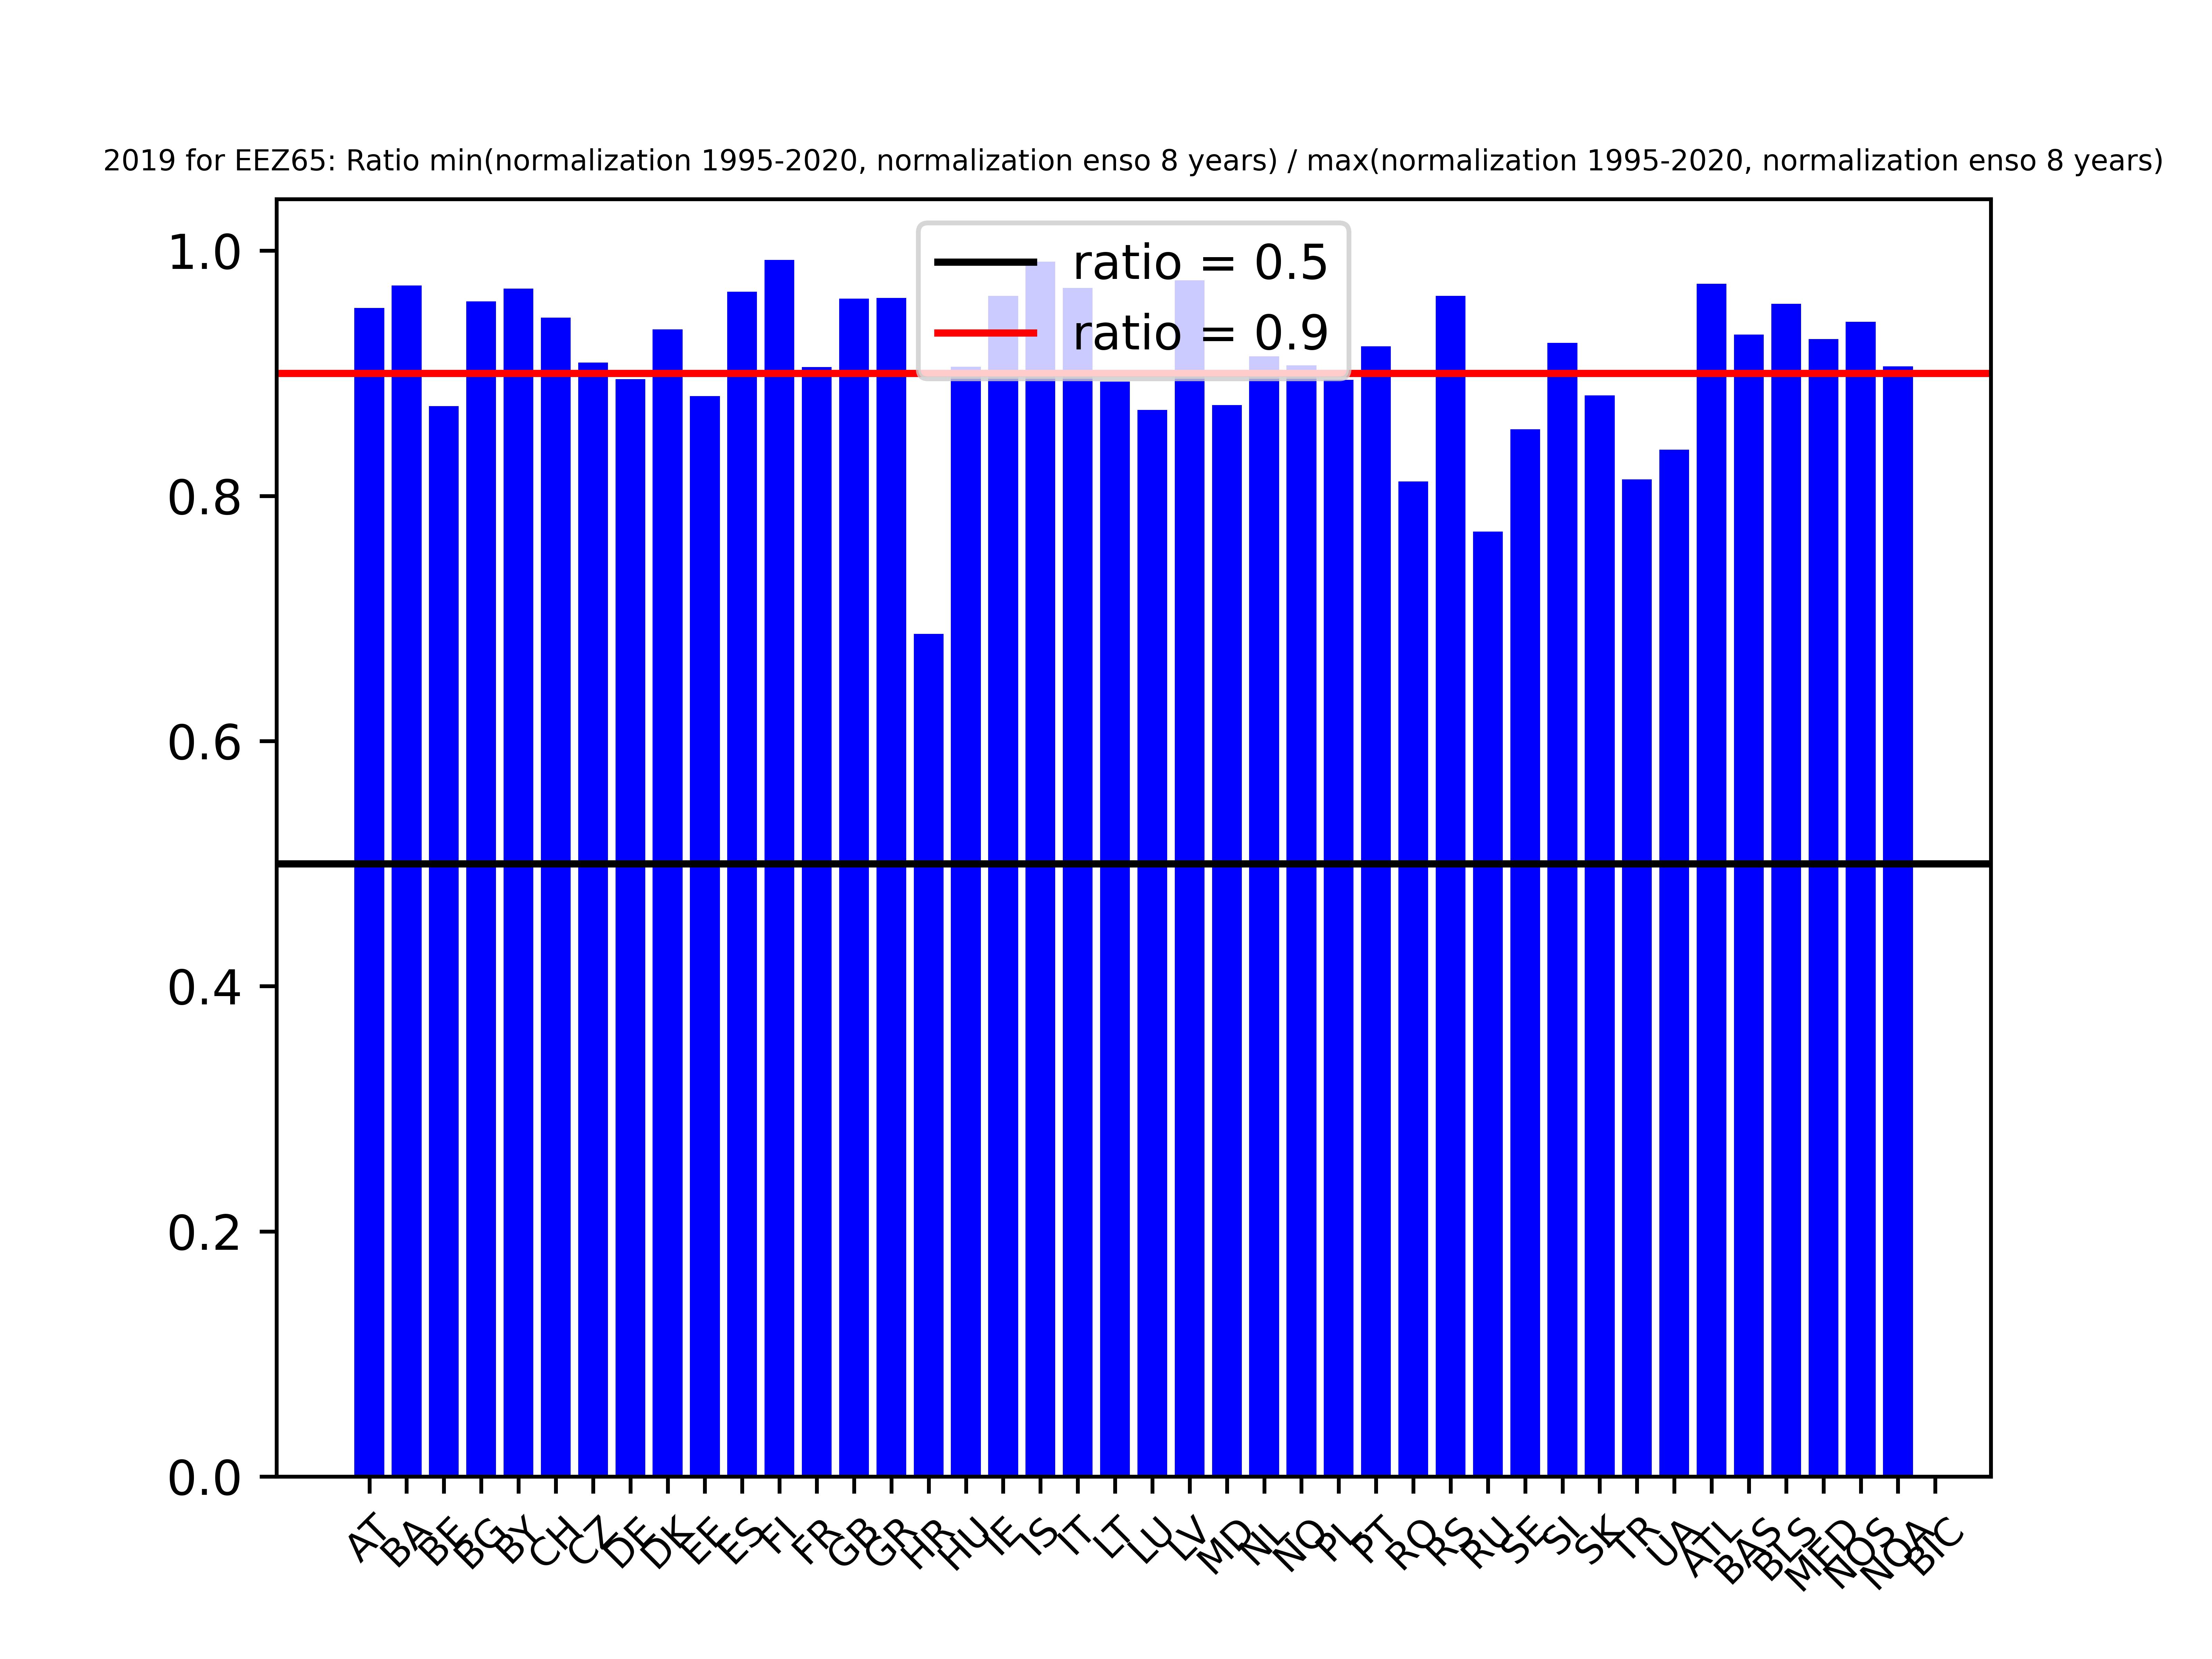 2019 for EEZ65: Ratio min(normalization 1995-2020, normalization enso 8 years) / max(normalization 1995-2020, normalization enso 8 years)
ratio = 0.5
ratio = 0.9
1.0
0.8
0.6
0.4
0.2
0.0
AT BA BE BG BY CH CZ DE DK EE ES FI FR GB GR HR HU IE IS IT LT LU LV MD NL NO PL PT RO RS RU SE SI SK TR UA ATL BAS BLS MED NOS NOA BIC